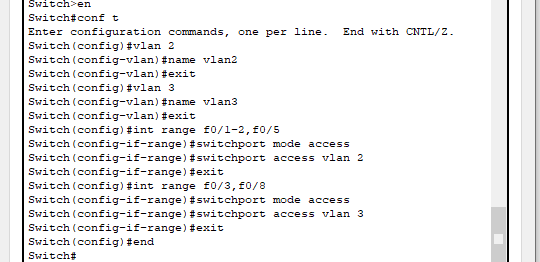 Switch>en
Switch#conf t
Enter configuration commands, one per line.  End with CNTL/Z.
Switch(config)#vlan 2
Switch(config-vlan)#name vlan2
Switch(config-vlan)#exit
Switch(config)#vlan 3
Switch(config-vlan)#name vlan3
Switch(config-vlan)#exit
Switch(config)#int range f0/1-2,f0/5
Switch(config-if-range)#switchport mode access
Switch(config-if-range)#switchport access vlan 2
Switch(config-if-range)#exit
Switch(config)#int range f0/3,f0/8
Switch(config-if-range)#switchport mode access
Switch(config-if-range)#switchport access vlan 3
Switch(config-if-range)#exit
Switch(config)#end
Switch#